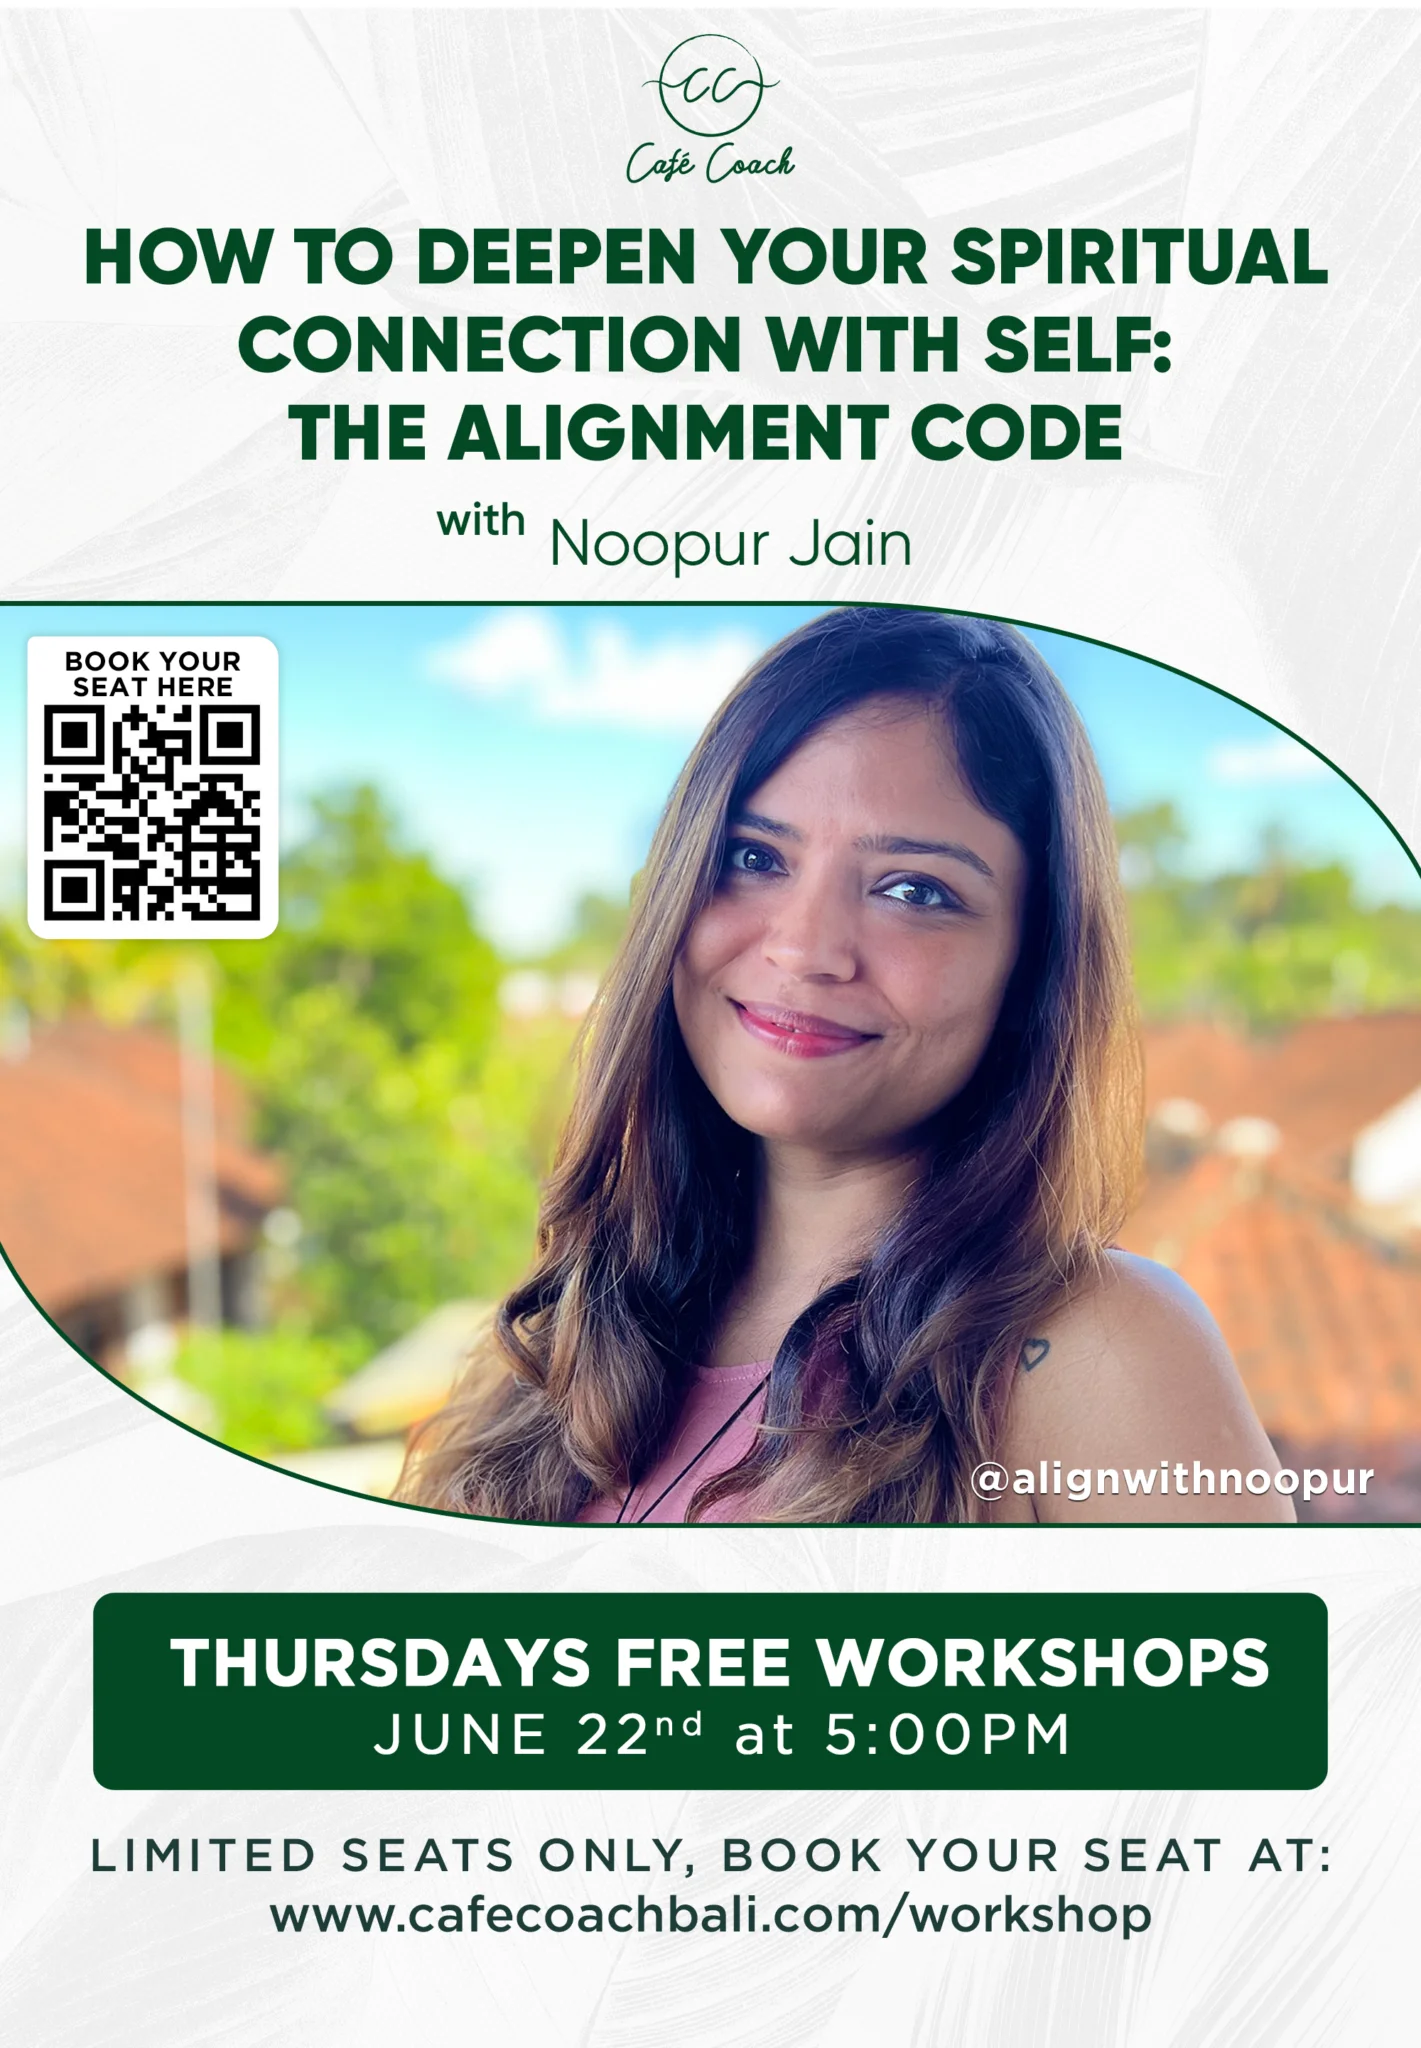 CC
Café Coach
HOW TO DEEPEN YOUR SPIRITUAL
CONNECTION WITH SELF:
THE ALIGNMENT CODE
with Noopur Jain
BOOK YOUR
SEAT HERE
@alignwithnoopur
THURSDAYS FREE WORKSHOPS
JUNE 22nd at 5:00PM
LIMITED SEATS ONLY, BOOK YOUR SEAT AT:
www.cafecoachbali.com/workshop